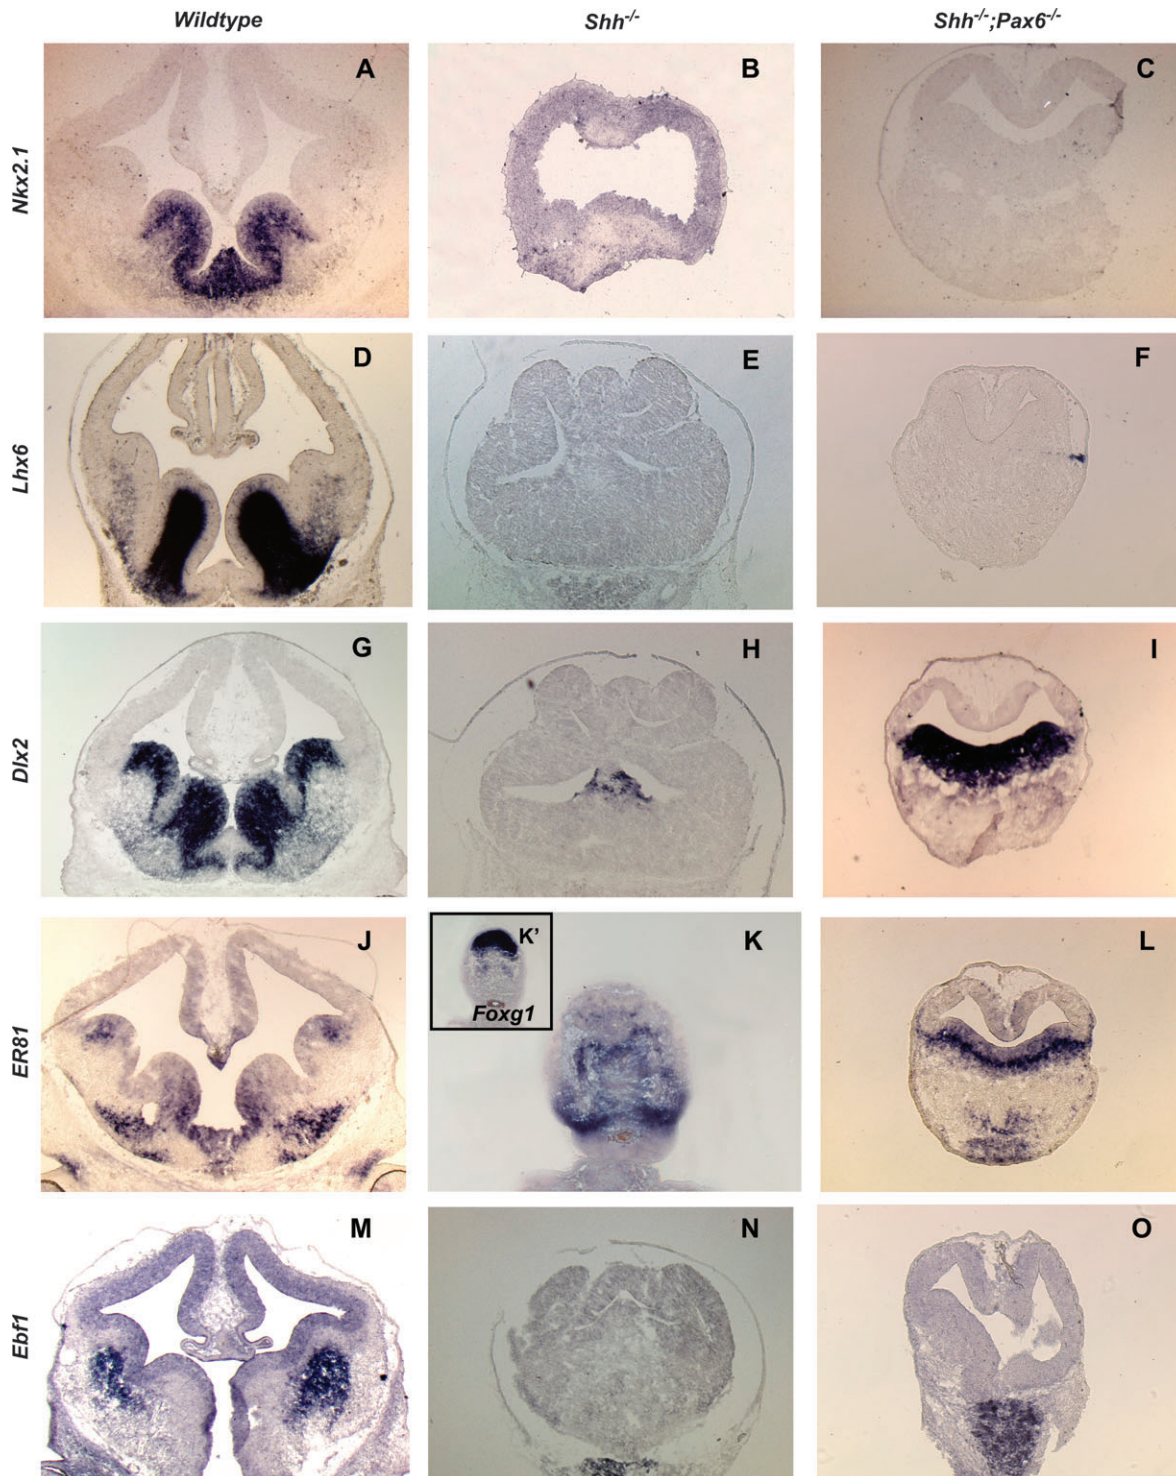 Wildtype Shh-/- Shh-/-;Pax6-/-
Nkx2.1 A B C
Lhx6 D E F
Dlx2 G H I
ER81 J K' Foxg1 K L
Ebf1 M N O